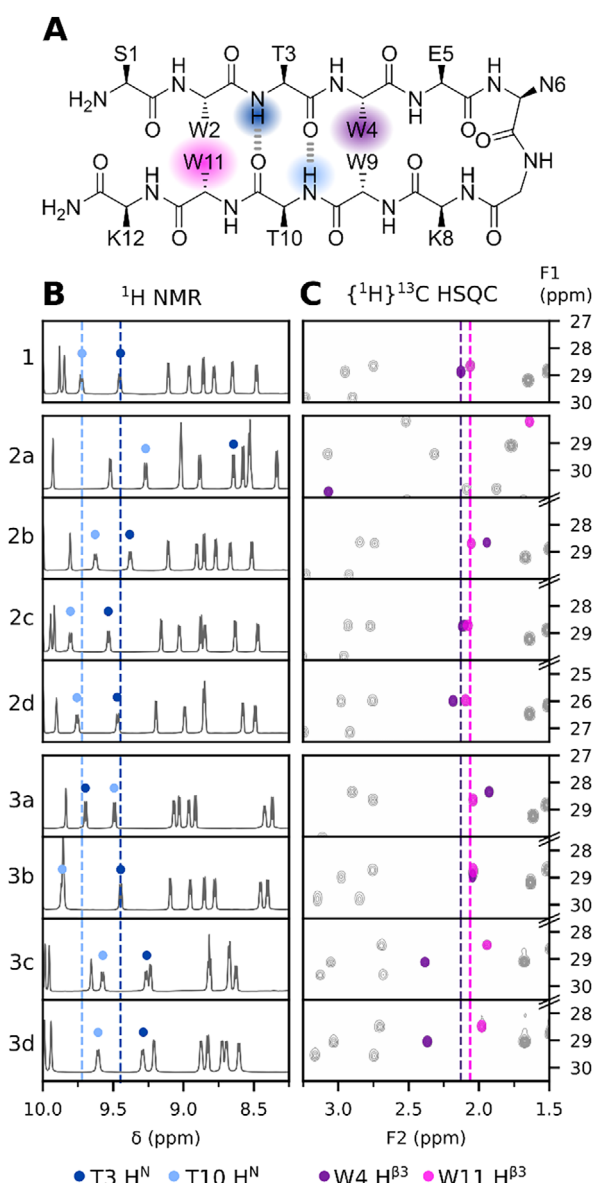 A
S1 H N O T3 H N O E5 H N N6
H2N O N H O N H O
W2 H O W4 O
W11 O H W9 NH
O H N O N H N O
H2N N H O N H O
K12 O T10 O K8 O
B 1H NMR C {1H}13C HSQC F1 (ppm)
1 27 28 29 30
2a 29 30
2b 28 29
2c 28 29
2d 25 26 27
3a 27 28 29
3b 28 29 30
3c 28 29 30
3d 28 29 30
10.0 9.5 9.0 8.5 3.0 2.5 2.0 1.5
δ (ppm) F2 (ppm)
T3 HN T10 HN W4 Hβ3 W11 Hβ3